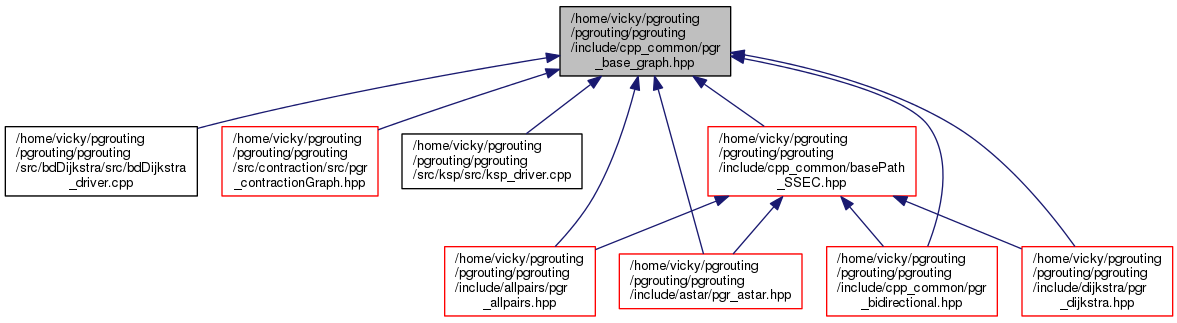 /home/vicky/pgrouting
/pgrouting/pgrouting
/include/cpp_common/pgr
_base_graph.hpp
/home/vicky/pgrouting
/pgrouting/pgrouting
/src/bdDijkstra/src/bdDijkstra
_driver.cpp
/home/vicky/pgrouting
/pgrouting/pgrouting
/src/contraction/src/pgr
_contractionGraph.hpp
/home/vicky/pgrouting
/pgrouting/pgrouting
/src/ksp/src/ksp_driver.cpp
/home/vicky/pgrouting
/pgrouting/pgrouting
/include/cpp_common/basePath
_SSEC.hpp
/home/vicky/pgrouting
/pgrouting/pgrouting
/include/allpairs/pgr
_allpairs.hpp
/home/vicky/pgrouting
/pgrouting/pgrouting
/include/astar/pgr_astar.hpp
/home/vicky/pgrouting
/pgrouting/pgrouting
/include/cpp_common/pgr
_bidirectional.hpp
/home/vicky/pgrouting
/pgrouting/pgrouting
/include/dijkstra/pgr
_dijkstra.hpp